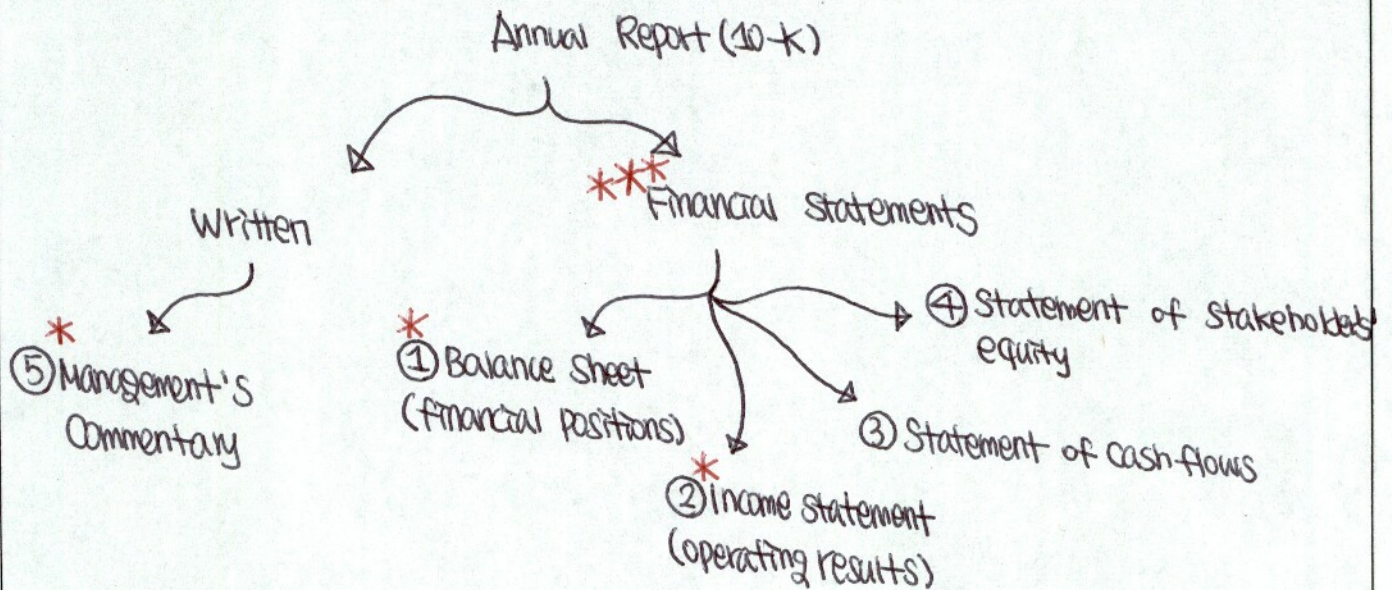 Annual Report (10-K)
*** Financial statements
Written
* ⑤ Management's
Commentary
* ① Balance sheet
(financial positions)
* ② income statement
(operating results)
③ Statement of cash flows
④ Statement of stakeholders'
equity